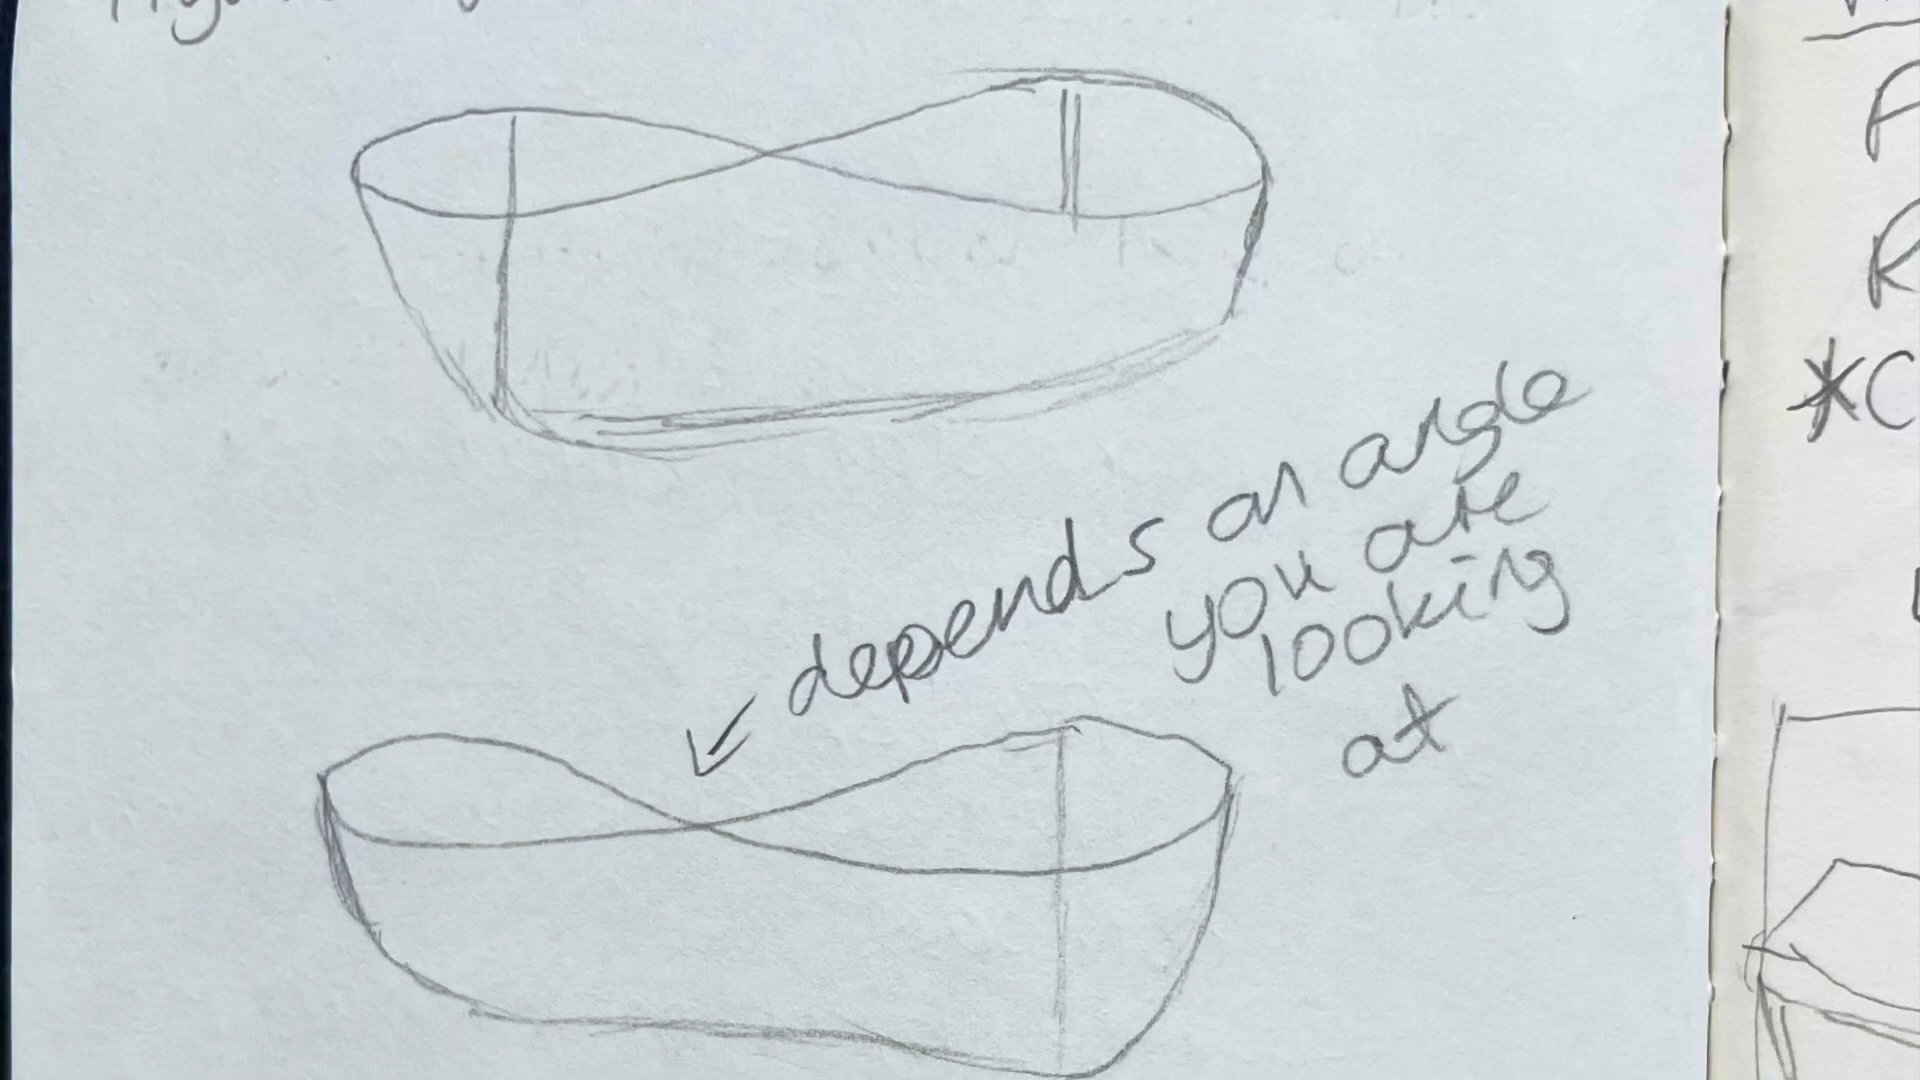 depends on angle
you are
looking
at
A
R
*C